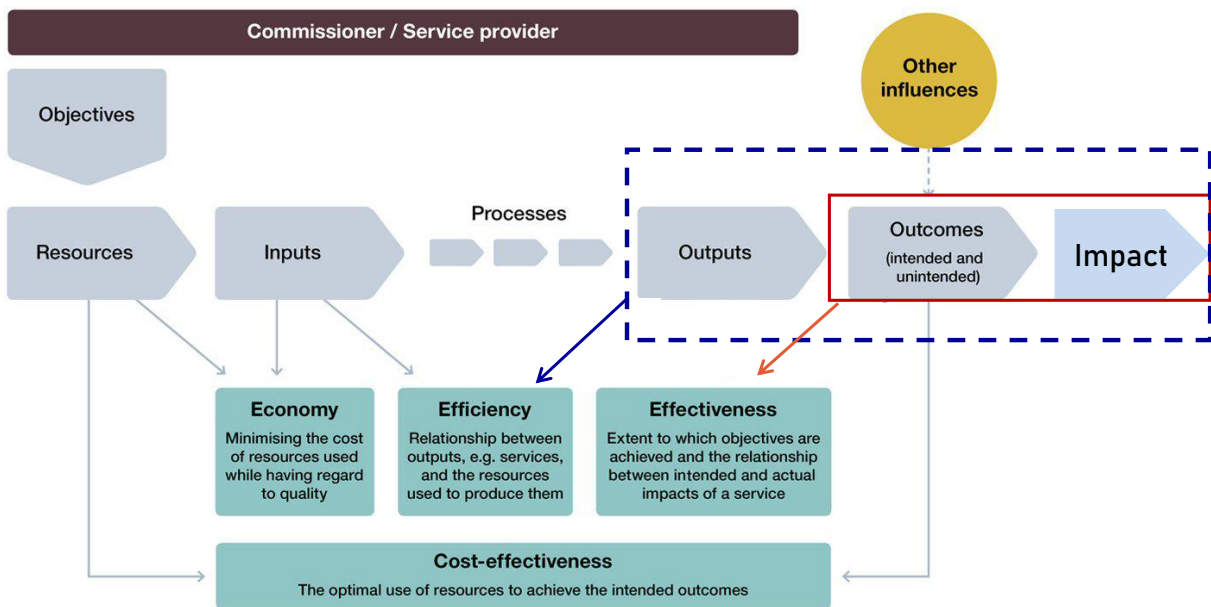 Commissioner / Service provider
Other
influences
Objectives
Resources
Inputs
Processes
Outputs
Outcomes
(intended and
unintended)
Impact
Economy
Minimising the cost
of resources used
while having regard
to quality
Efficiency
Relationship between
outputs, e.g. services,
and the resources
used to produce them
Effectiveness
Extent to which objectives are
achieved and the relationship
between intended and actual
impacts of a service
Cost-effectiveness
The optimal use of resources to achieve the intended outcomes